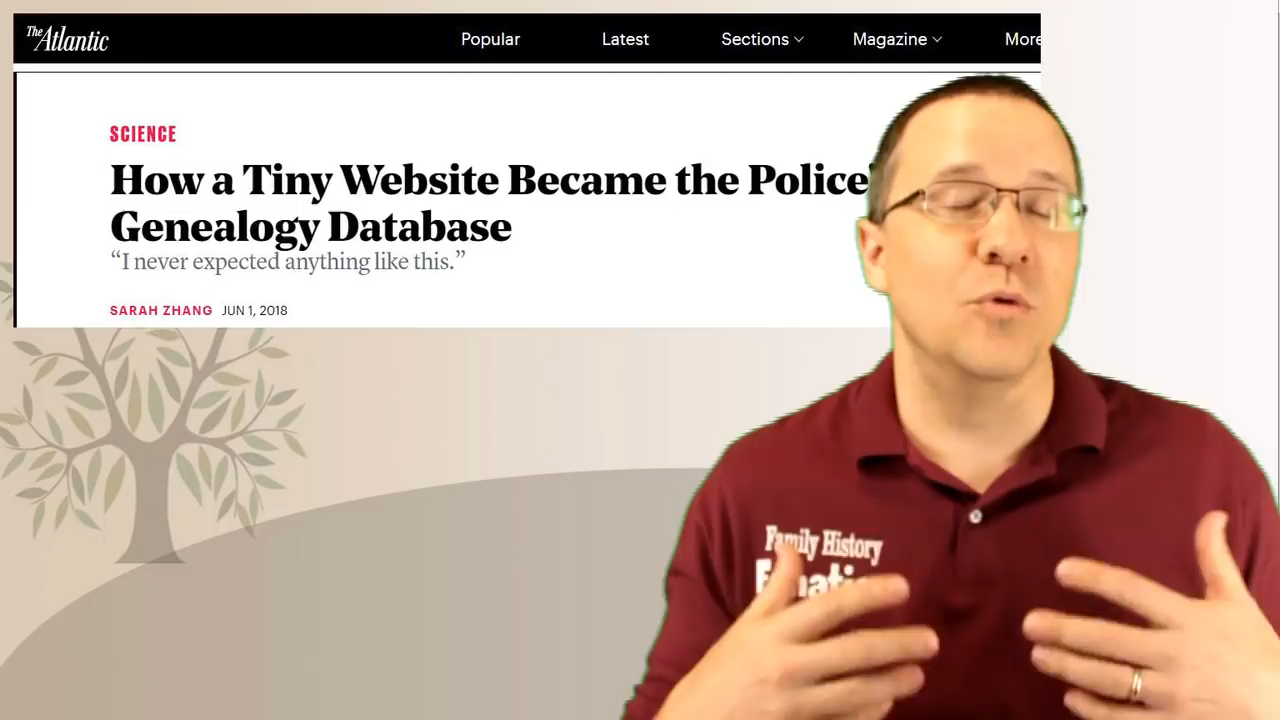 The Atlantic
Popular Latest Sections Magazine More
SCIENCE
How a Tiny Website Became the Police'
Genealogy Database
“I never expected anything like this.”
SARAH ZHANG JUN 1, 2018
Family History